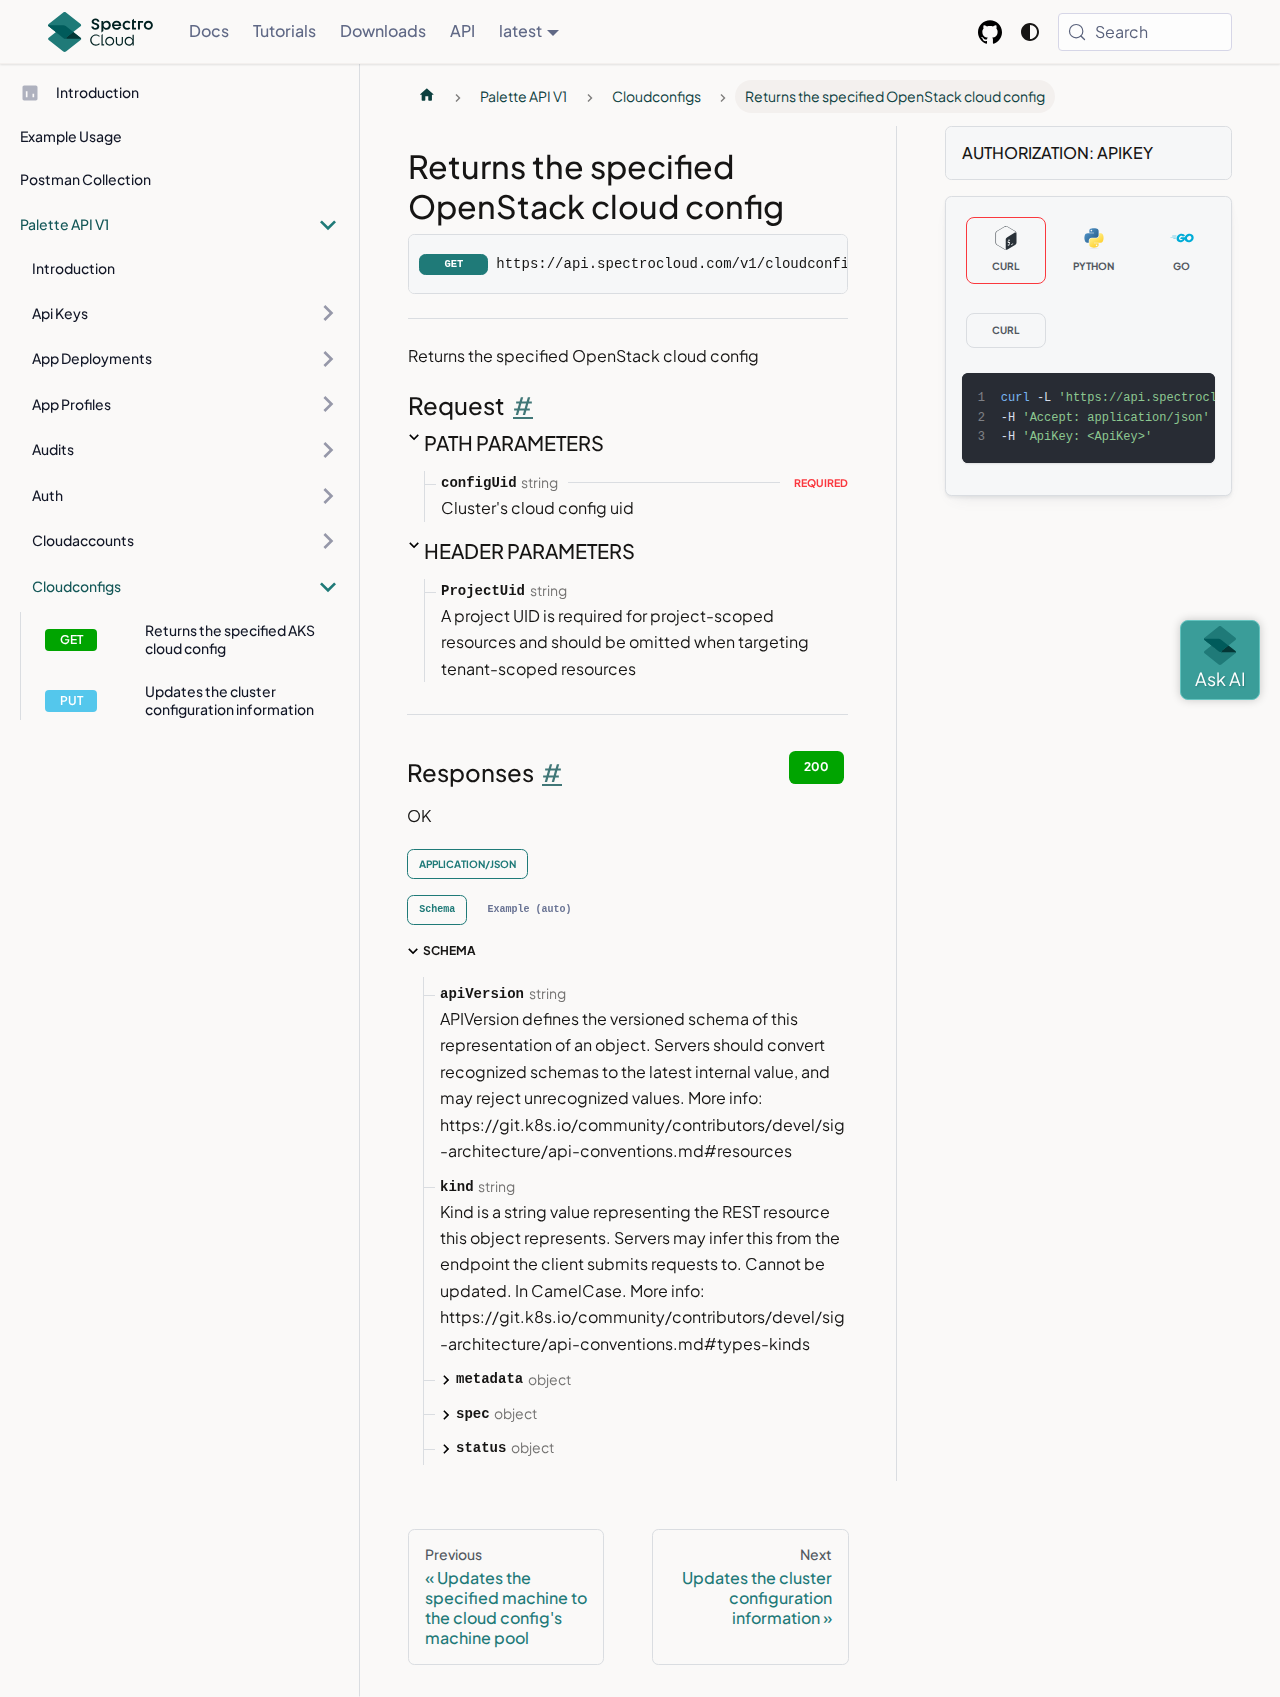 Spectro
Cloud
Docs
Tutorials
Downloads
API
latest
Search
Introduction
Example Usage
Postman Collection
Palette API V1
Introduction
Api Keys
App Deployments
App Profiles
Audits
Auth
Cloudaccounts
Cloudconfigs
GET
Returns the specified AKS
cloud config
PUT
Updates the cluster
configuration information
Palette API V1
Cloudconfigs
Returns the specified OpenStack cloud config
Returns the specified
OpenStack cloud config
GET
https://api.spectrocloud.com/v1/cloudconfi
Returns the specified OpenStack cloud config
Request #
PATH PARAMETERS
configUid string
REQUIRED
Cluster's cloud config uid
HEADER PARAMETERS
ProjectUid string
A project UID is required for project-scoped
resources and should be omitted when targeting
tenant-scoped resources
Responses #
200
OK
APPLICATION/JSON
Schema
Example (auto)
SCHEMA
apiVersion string
APIVersion defines the versioned schema of this
representation of an object. Servers should convert
recognized schemas to the latest internal value, and
may reject unrecognized values. More info:
https://git.k8s.io/community/contributors/devel/sig
-architecture/api-conventions.md#resources
kind string
Kind is a string value representing the REST resource
this object represents. Servers may infer this from the
endpoint the client submits requests to. Cannot be
updated. In CamelCase. More info:
https://git.k8s.io/community/contributors/devel/sig
-architecture/api-conventions.md#types-kinds
metadata object
spec object
status object
Previous
« Updates the
specified machine to
the cloud config's
machine pool
Next
Updates the cluster
configuration
information »
AUTHORIZATION: APIKEY
CURL
PYTHON
GO
GO
CURL
1 curl -L 'https://api.spectrocl
2 -H 'Accept: application/json'
3 -H 'ApiKey: <ApiKey>'
Ask AI